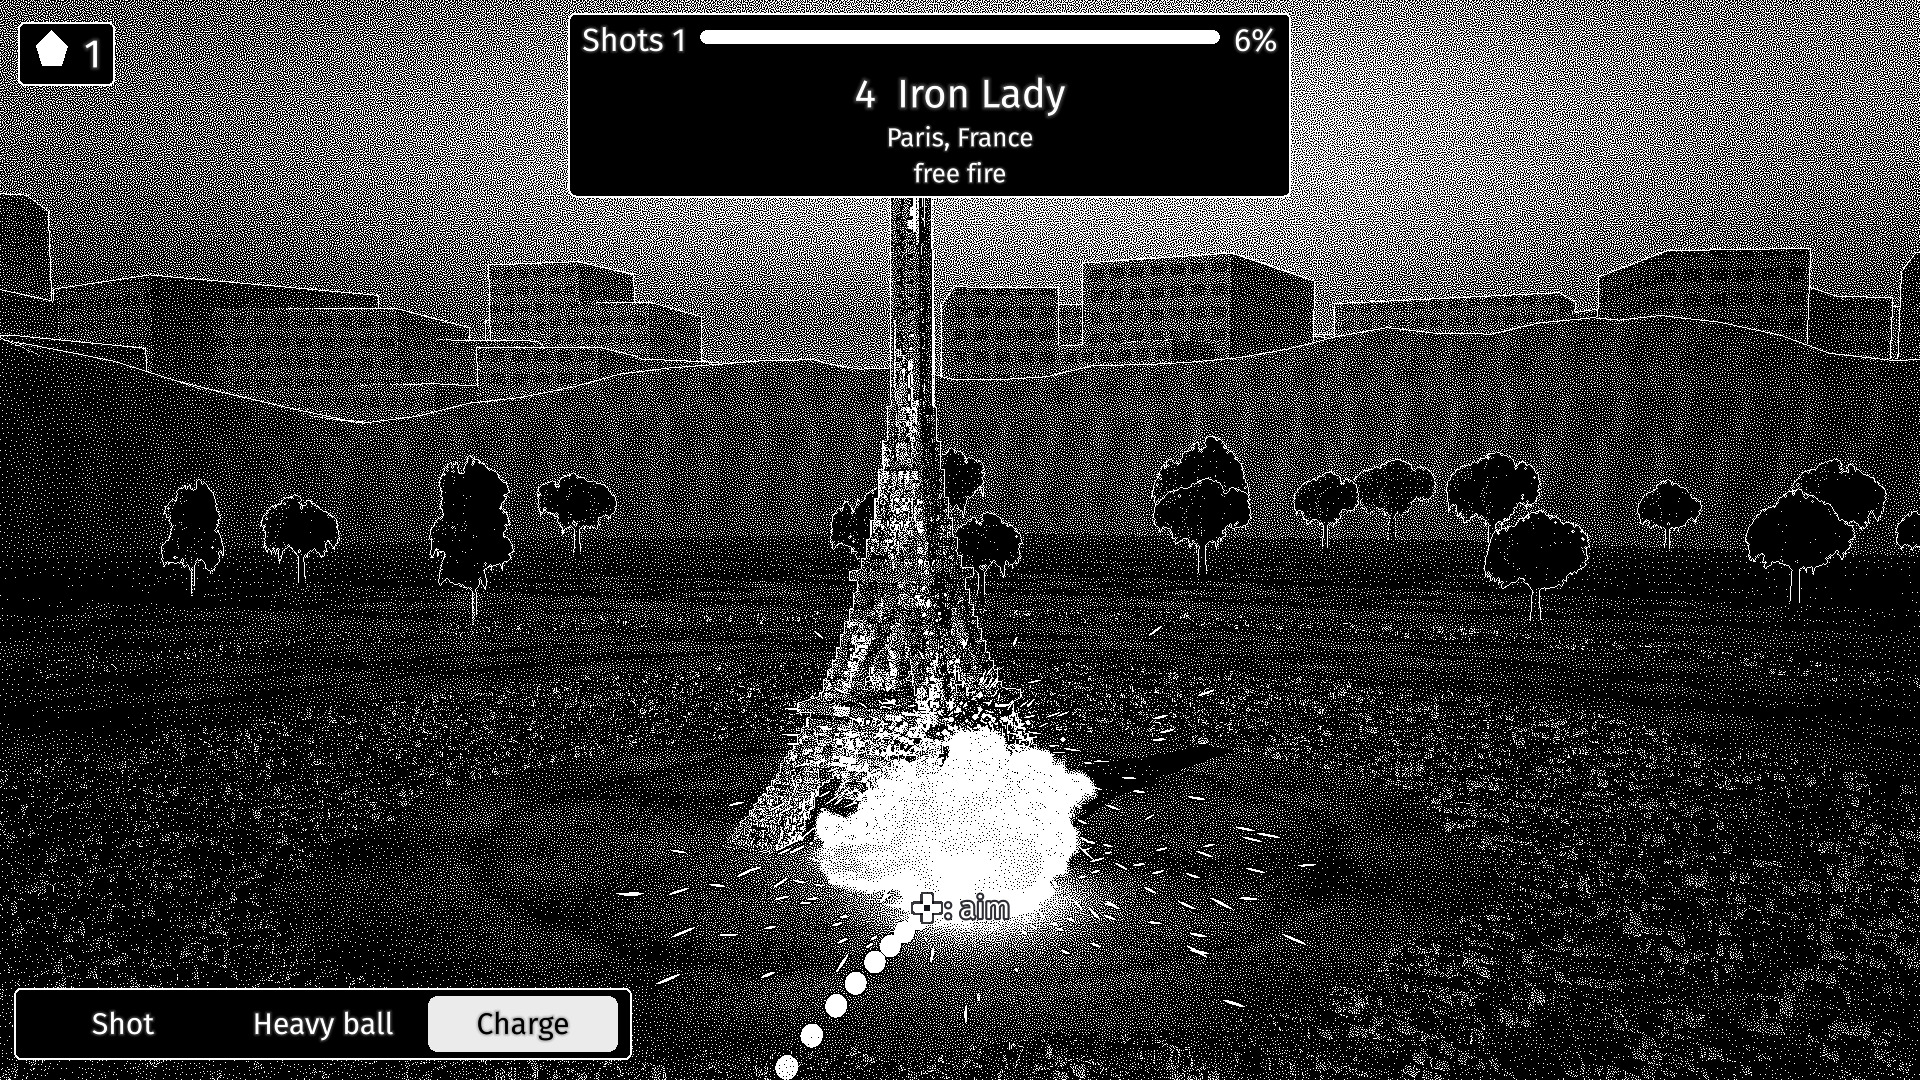 1
Shots 1 6%
4 Iron Lady
Paris, France
free fire
: aim
Shot Heavy ball Charge